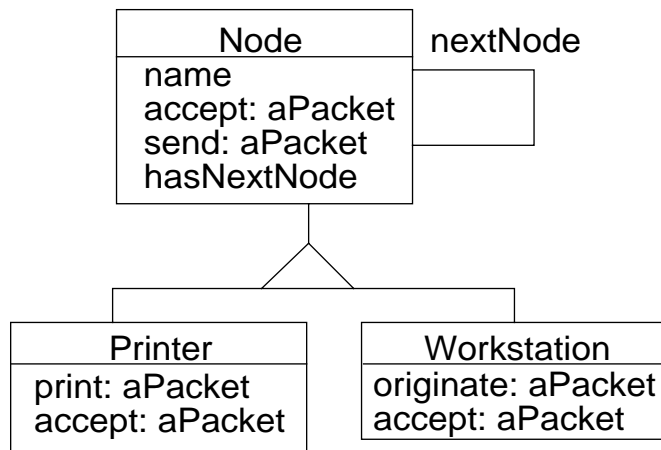 Node
nextNode
name
accept: aPacket
send: aPacket
hasNextNode
Printer
print: aPacket
accept: aPacket
Workstation
originate: aPacket
accept: aPacket